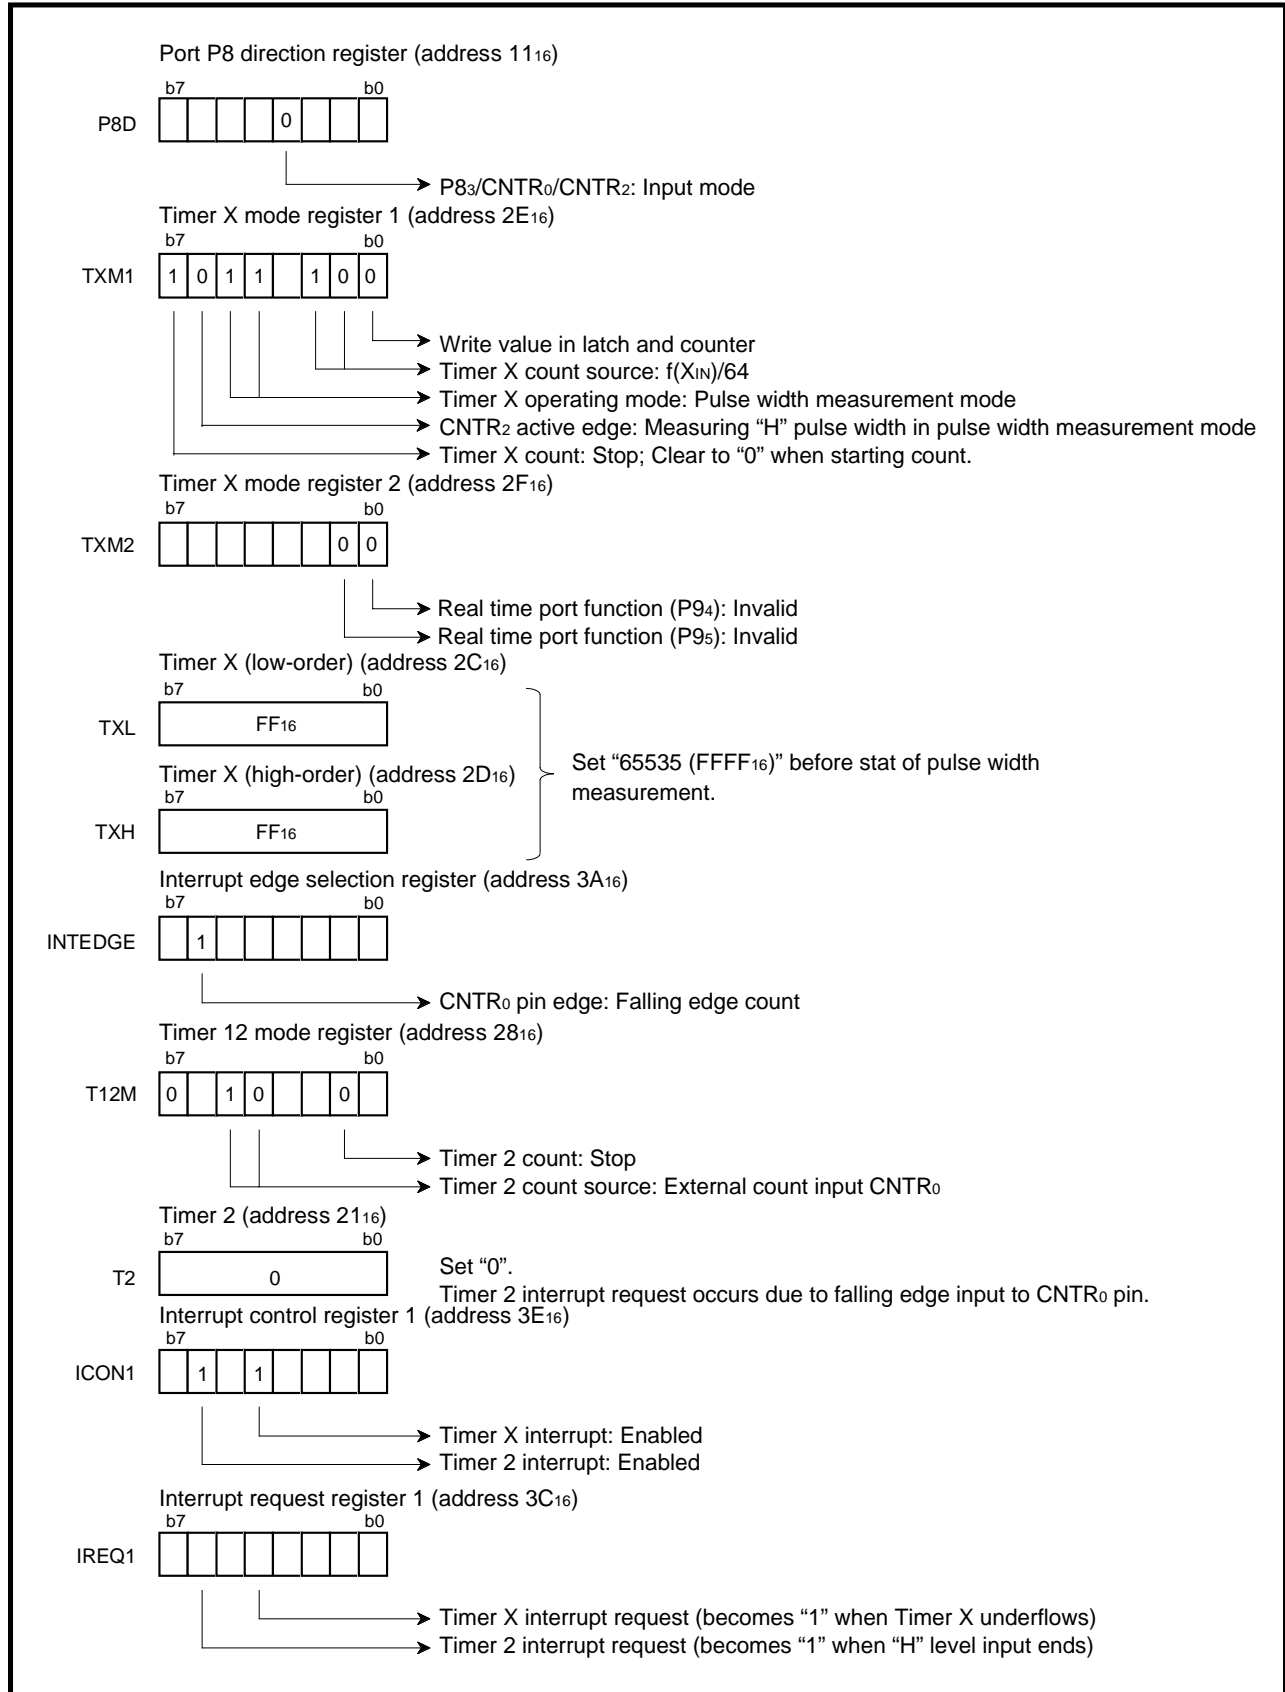 Port P8 direction register (address 11₁₆)
b7 b0
P8D 0
P8₃/CNTR₀/CNTR₂: Input mode
Timer X mode register 1 (address 2E₁₆)
b7 b0
TXM1 1 0 1 1 1 0 0
Write value in latch and counter
Timer X count source: f(XIN)/64
Timer X operating mode: Pulse width measurement mode
CNTR₂ active edge: Measuring “H” pulse width in pulse width measurement mode
Timer X count: Stop; Clear to “0” when starting count.
Timer X mode register 2 (address 2F₁₆)
b7 b0
TXM2 0 0
Real time port function (P9₄): Invalid
Real time port function (P9₅): Invalid
Timer X (low-order) (address 2C₁₆)
b7 b0
TXL FF₁₆
Timer X (high-order) (address 2D₁₆)
b7 b0
TXH FF₁₆
Set “65535 (FFFF₁₆)” before stat of pulse width
measurement.
Interrupt edge selection register (address 3A₁₆)
b7 b0
INTEDGE 1
CNTR₀ pin edge: Falling edge count
Timer 12 mode register (address 28₁₆)
b7 b0
T12M 0 1 0 0
Timer 2 count: Stop
Timer 2 count source: External count input CNTR₀
Timer 2 (address 21₁₆)
b7 b0
T2 0
Set “0”.
Timer 2 interrupt request occurs due to falling edge input to CNTR₀ pin.
Interrupt control register 1 (address 3E₁₆)
b7 b0
ICON1 1 1
Timer X interrupt: Enabled
Timer 2 interrupt: Enabled
Interrupt request register 1 (address 3C₁₆)
b7 b0
IREQ1
Timer X interrupt request (becomes “1” when Timer X underflows)
Timer 2 interrupt request (becomes “1” when “H” level input ends)